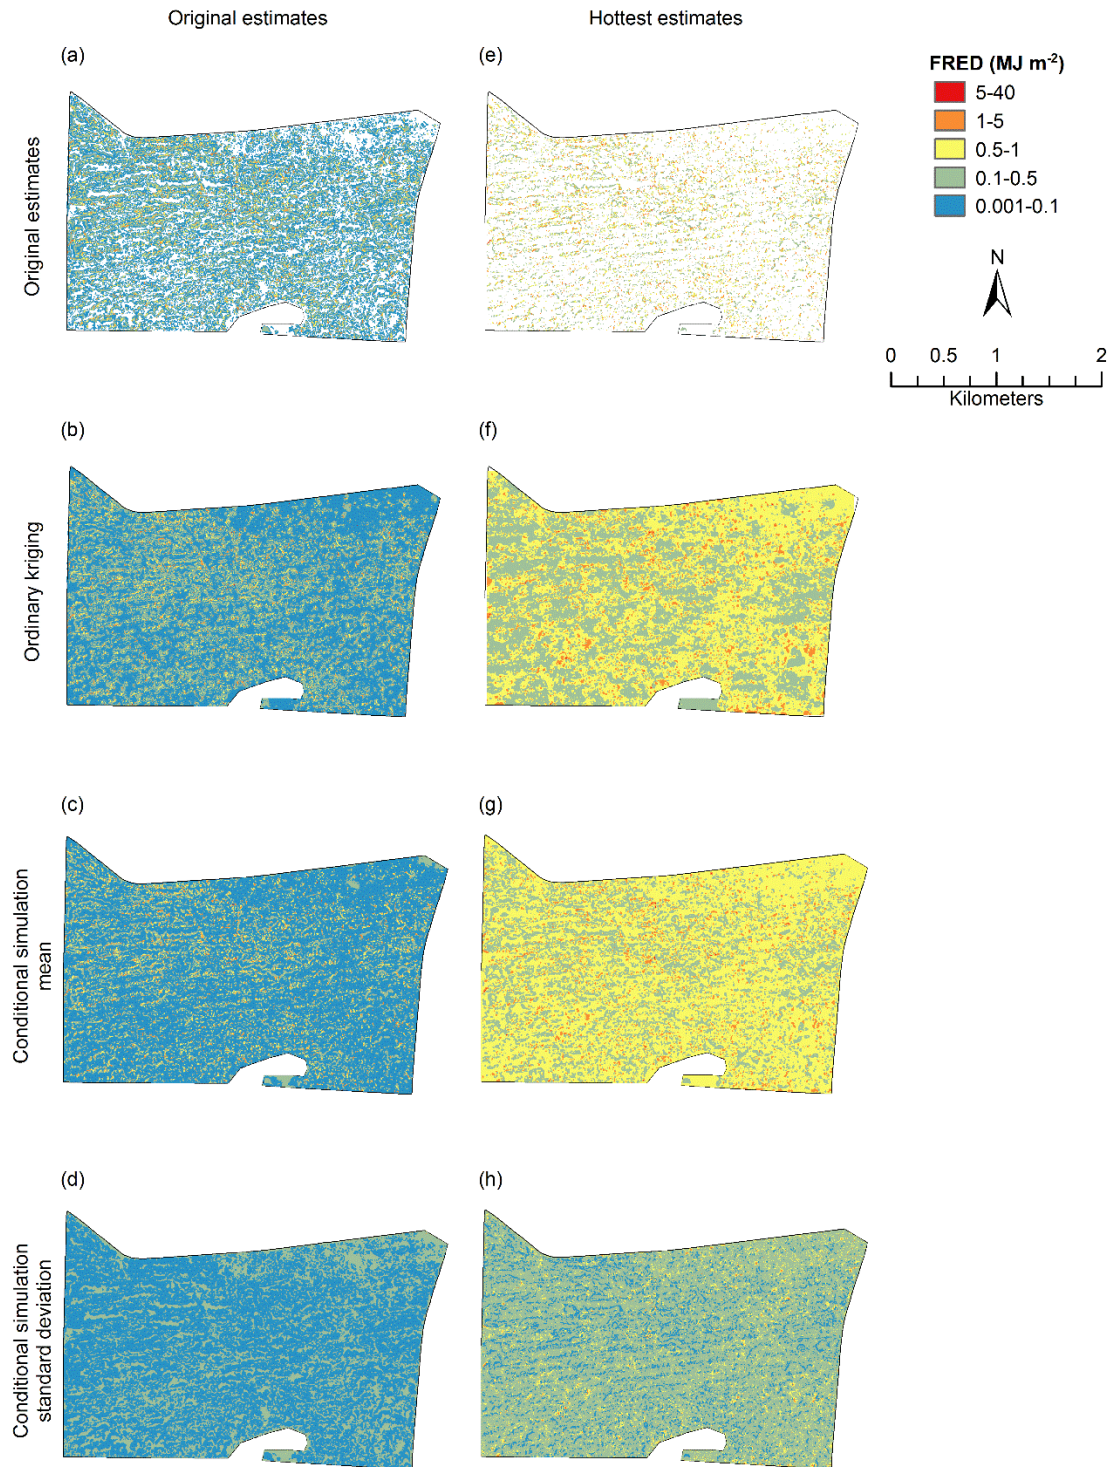 Original estimates
Hottest estimates
(a)
(e)
FRED (MJ m-2)
5-40
1-5
0.5-1
0.1-0.5
0.001-0.1
Original estimates
N
0 0.5 1 2
Kilometers
(b)
(f)
Ordinary kriging
(c)
(g)
Conditional simulation
mean
(d)
(h)
Conditional simulation
standard deviation